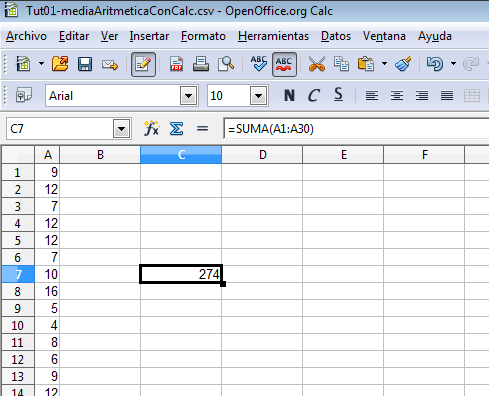 Tut01-mediaAritmeticaConCalc.csv - OpenOffice.org Calc
Archivo Editar Ver Insertar Formato Herramientas Datos Ventana Ayuda
ABC ABC
Arial 10 N C S
C7 =SUMA(A1:A30)
A B C D E F
1 9
2 12
3 7
4 12
5 12
6 7
7 10 274
8 16
9 5
10 4
11 8
12 6
13 9
14 12